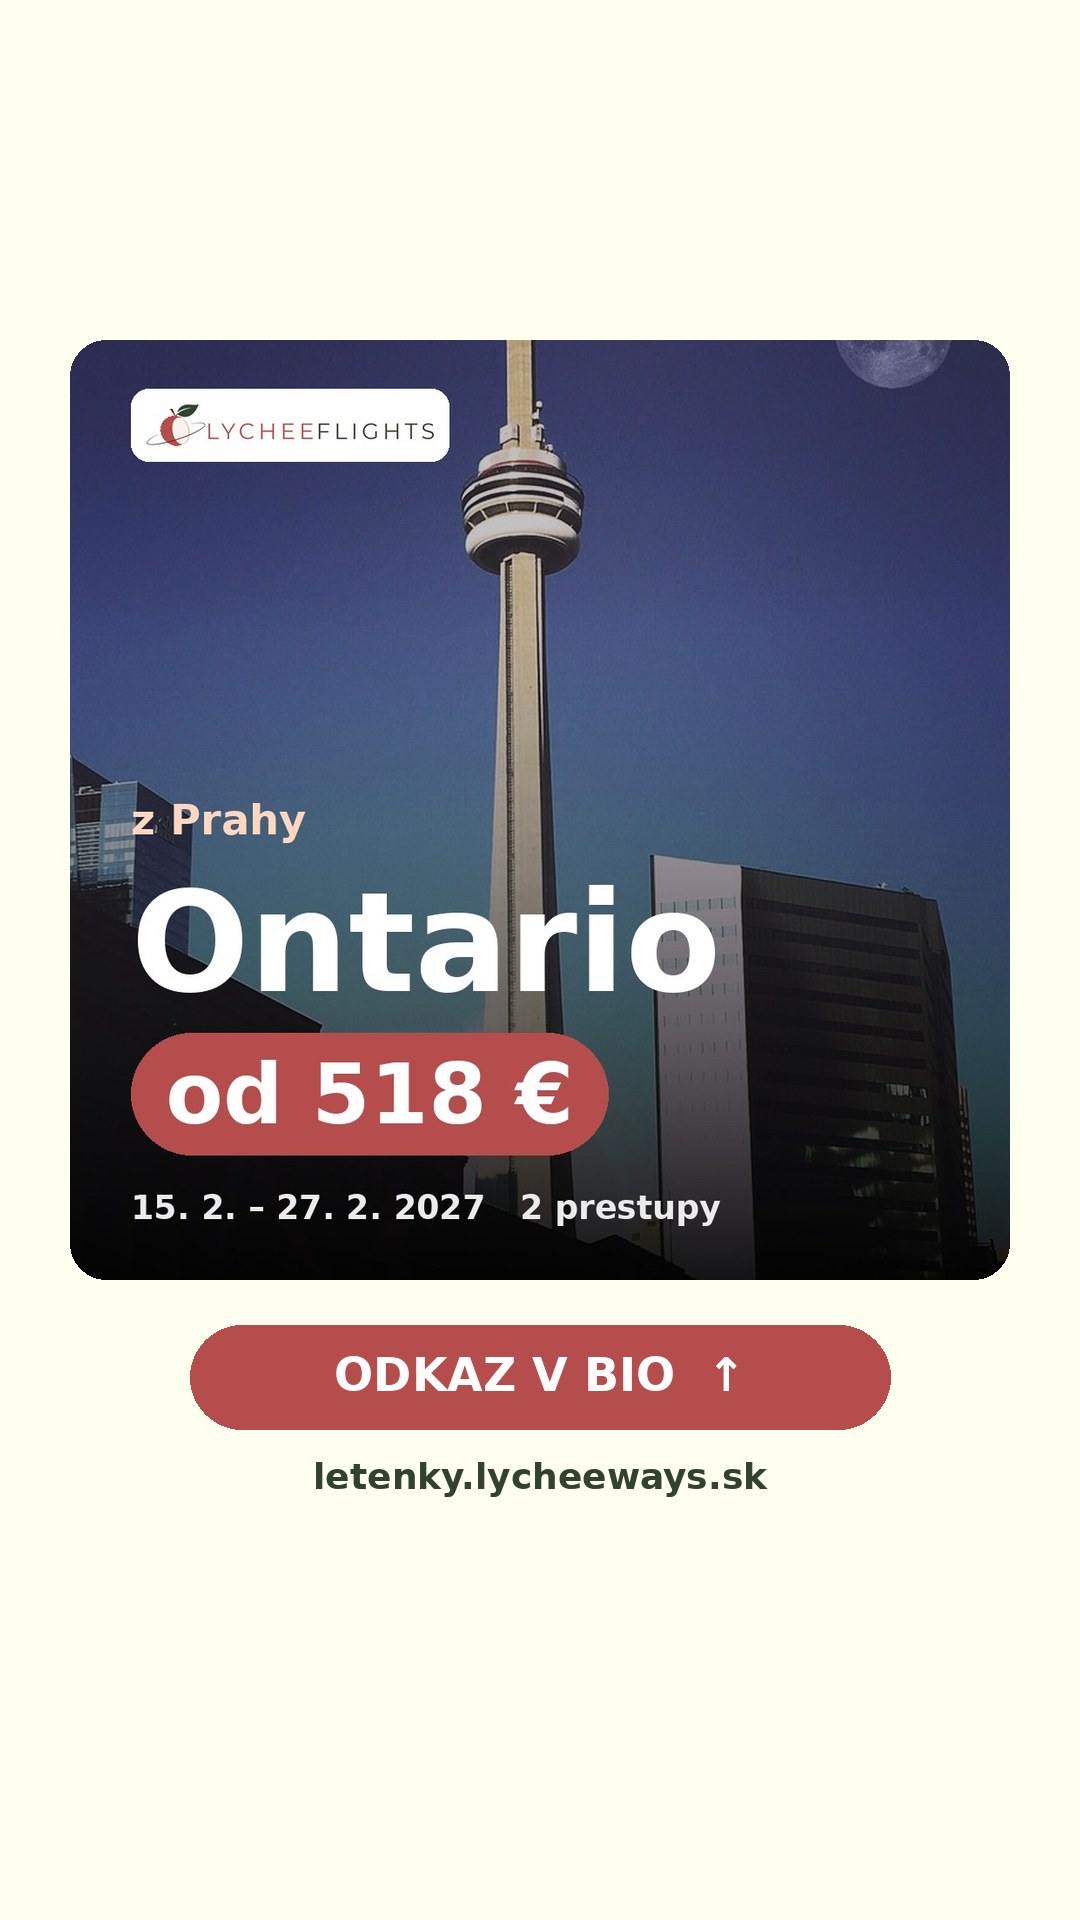 LYCHEEFLIGHTS
z Prahy
Ontario
od 518 €
15. 2. – 27. 2. 2027 2 prestupy
ODKAZ V BIO ↑
letenky.lycheeways.sk